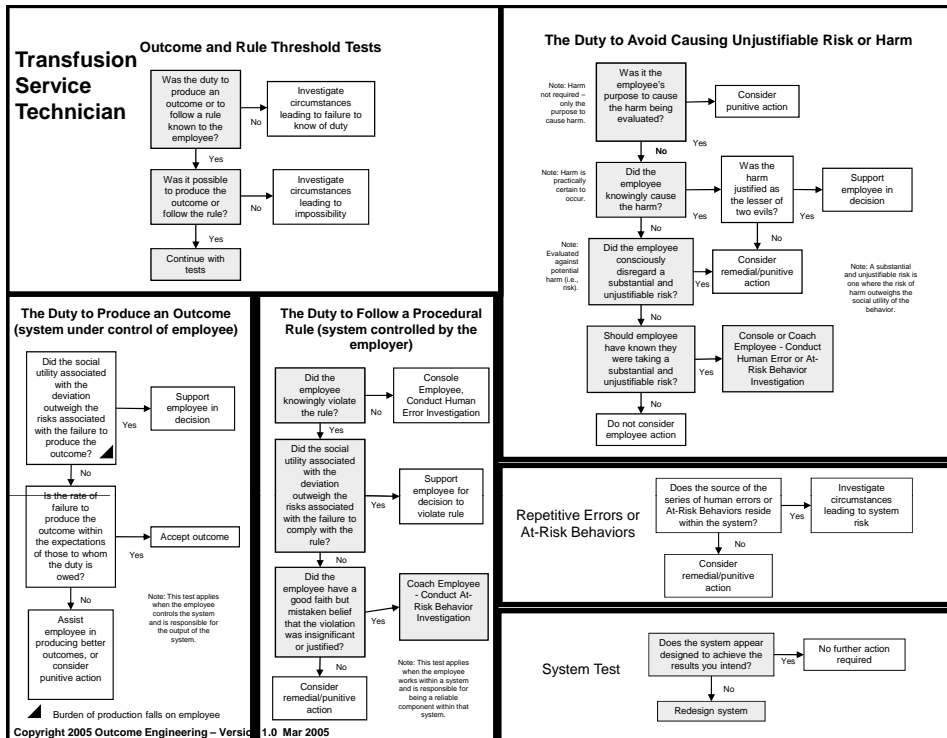 Transfusion
Service
Technician
Outcome and Rule Threshold Tests
Was the duty to
produce an
outcome or to
follow a rule
known to the
employee?
No
Investigate
circumstances
leading to failure to
know of duty
Yes
Was it possible
to produce the
outcome or
follow the rule?
No
Investigate
circumstances
leading to
impossibility
Yes
Continue with
tests
The Duty to Avoid Causing Unjustifiable Risk or Harm
Note: Harm
not required –
only the
purpose to
cause harm.
Was it the
employee's
purpose to cause
the harm being
evaluated?
Yes
Consider
punitive action
No
Note: Harm is
practically
certain to
occur.
Did the
employee
knowingly cause
the harm?
Yes
Was the
harm
justified as
the lesser of
two evils?
Yes
Support
employee in
decision
No
No
Note:
Evaluated
against
potential
harm (i.e.,
risk).
Did the employee
consciously
disregard a
substantial and
unjustifiable risk?
Yes
Consider
remedial/punitive
action
Note: A substantial
and unjustifiable risk is
one where the risk of
harm outweighs the
social utility of the
behavior.
No
Should employee
have known they
were taking a
substantial and
unjustifiable risk?
Yes
Console or Coach
Employee - Conduct
Human Error or At-
Risk Behavior
Investigation
No
Do not consider
employee action
The Duty to Produce an Outcome
(system under control of employee)
Did the social
utility associated
with the
deviation
outweigh the
risks associated
with the failure to
produce the
outcome?
Yes
Support
employee in
decision
No
Is the rate of
failure to
produce the
outcome within
the expectations
of those to whom
the duty is
owed?
Yes
Accept outcome
No
Assist
employee in
producing better
outcomes, or
consider
punitive action
Note: This test applies
when the employee
controls the system
and is responsible for
the output of the
system.
Burden of production falls on employee
The Duty to Follow a Procedural
Rule (system controlled by the
employer)
Did the
employee
knowingly violate
the rule?
No
Console
Employee,
Conduct Human
Error Investigation
Yes
Did the social
utility associated
with the
deviation
outweigh the
risks associated
with the failure to
comply with the
rule?
Yes
Support
employee for
decision to
violate rule
No
Did the
employee have a
good faith but
mistaken belief
that the violation
was insignificant
or justified?
Yes
Coach Employee
- Conduct At-
Risk Behavior
Investigation
No
Consider
remedial/punitive
action
Note: This test applies
when the employee
works within a system
and is responsible for
being a reliable
component within that
system.
Repetitive Errors or
At-Risk Behaviors
Does the source of the
series of human errors or
At-Risk Behaviors reside
within the system?
Yes
Investigate
circumstances
leading to system
risk
No
Consider
remedial/punitive
action
System Test
Does the system appear
designed to achieve the
results you intend?
Yes
No further action
required
No
Redesign system
Copyright 2005 Outcome Engineering – Versic 1.0 Mar 2005